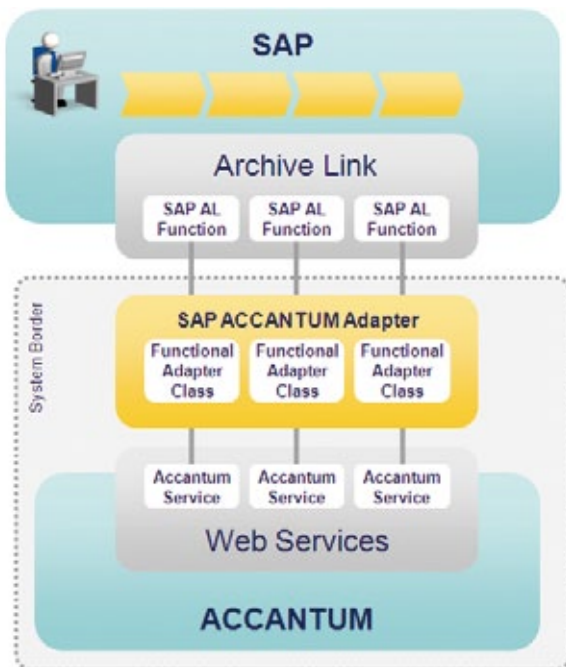 SAP
Archive Link
SAP AL SAP AL SAP AL
Function Function Function
System Border
SAP ACCANTUM Adapter
Functional Functional Functional
Adapter Adapter Adapter
Class Class Class
Accantum Accantum Accantum
Service Service Service
Web Services
ACCANTUM